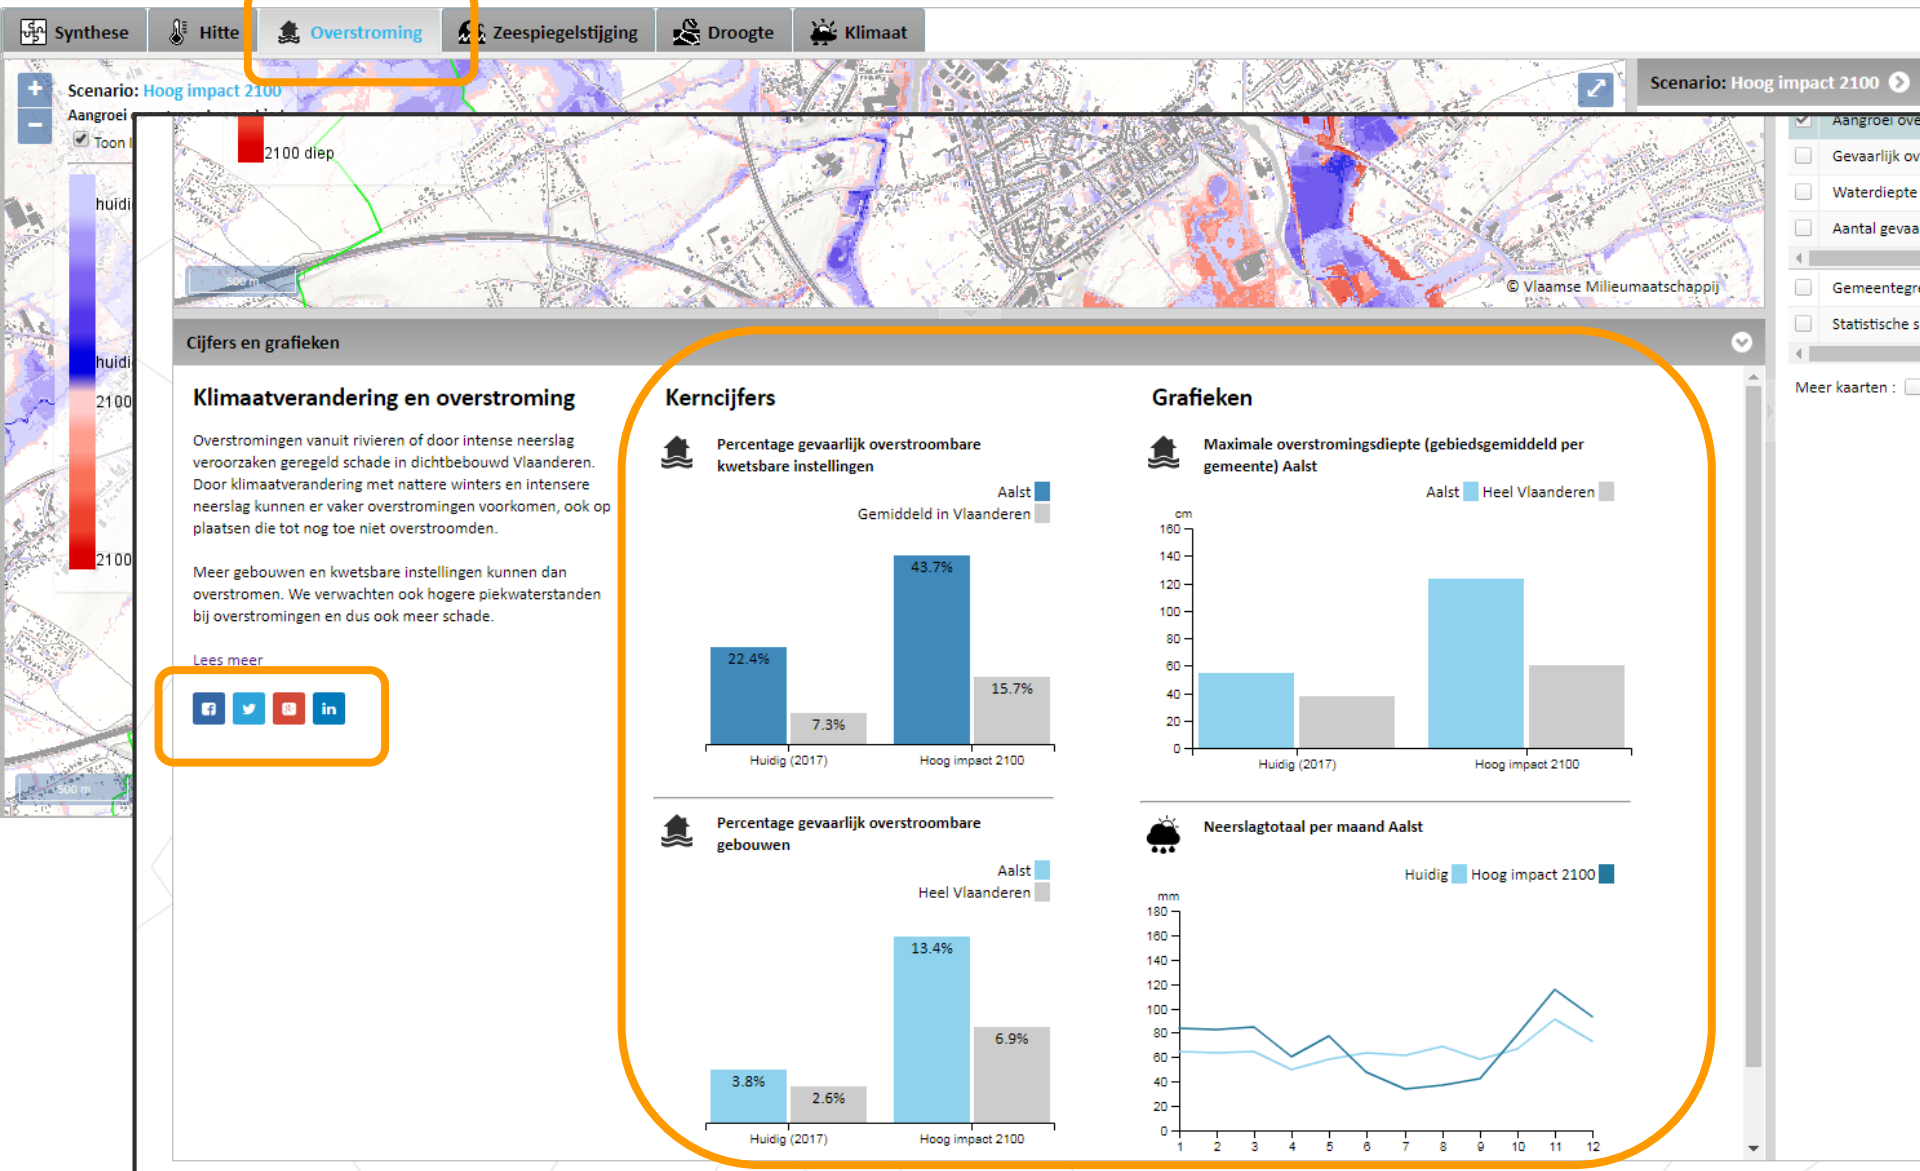 Synthese
Hitte
Overstroming
Zeespiegelstijging
Droogte
Klimaat
+
−
Scenario: Hoog impact 2100
Aangroei
Toon
huidi
huidi
2100
2100
500 m
Scenario: Hoog impact 2100
Aangroei ove
Gevaarlijk ov
Waterdiepte
Aantal gevaa
Gemeentegre
Statistische s
Meer kaarten :
2100 diep
500 m
© Vlaamse Milieumaatschappij
Cijfers en grafieken
Klimaatverandering en overstroming
Overstromingen vanuit rivieren of door intense neerslag
veroorzaken geregeld schade in dichtbebouwd Vlaanderen.
Door klimaatverandering met nattere winters en intensere
neerslag kunnen er vaker overstromingen voorkomen, ook op
plaatsen die tot nog toe niet overstroomden.
Meer gebouwen en kwetsbare instellingen kunnen dan
overstromen. We verwachten ook hogere piekwaterstanden
bij overstromingen en dus ook meer schade.
Lees meer
in
Kerncijfers
Percentage gevaarlijk overstroombare
kwetsbare instellingen
Aalst
Gemiddeld in Vlaanderen
43.7%
22.4%
15.7%
7.3%
Huidig (2017)
Hoog impact 2100
Percentage gevaarlijk overstroombare
gebouwen
Aalst
Heel Vlaanderen
13.4%
6.9%
3.8%
2.6%
Huidig (2017)
Hoog impact 2100
Grafieken
Maximale overstromingsdiepte (gebiedsgemiddeld per
gemeente) Aalst
Aalst
Heel Vlaanderen
cm
160
140
120
100
80
60
40
20
0
Huidig (2017)
Hoog impact 2100
Neerslagtotaal per maand Aalst
Huidig
Hoog impact 2100
mm
180
160
140
120
100
80
60
40
20
0
1 2 3 4 5 6 7 8 9 10 11 12